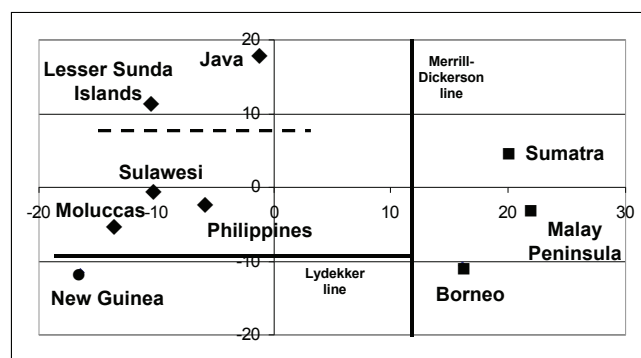 20
Java
Merrill-
Dickerson
line
Lesser Sunda
Islands
10
Sulawesi
Sumatra
0
-20
-10
0
10
20
30
Moluccas
Philippines
Malay
Peninsula
-10
New Guinea
Lydekker
line
Borneo
-20